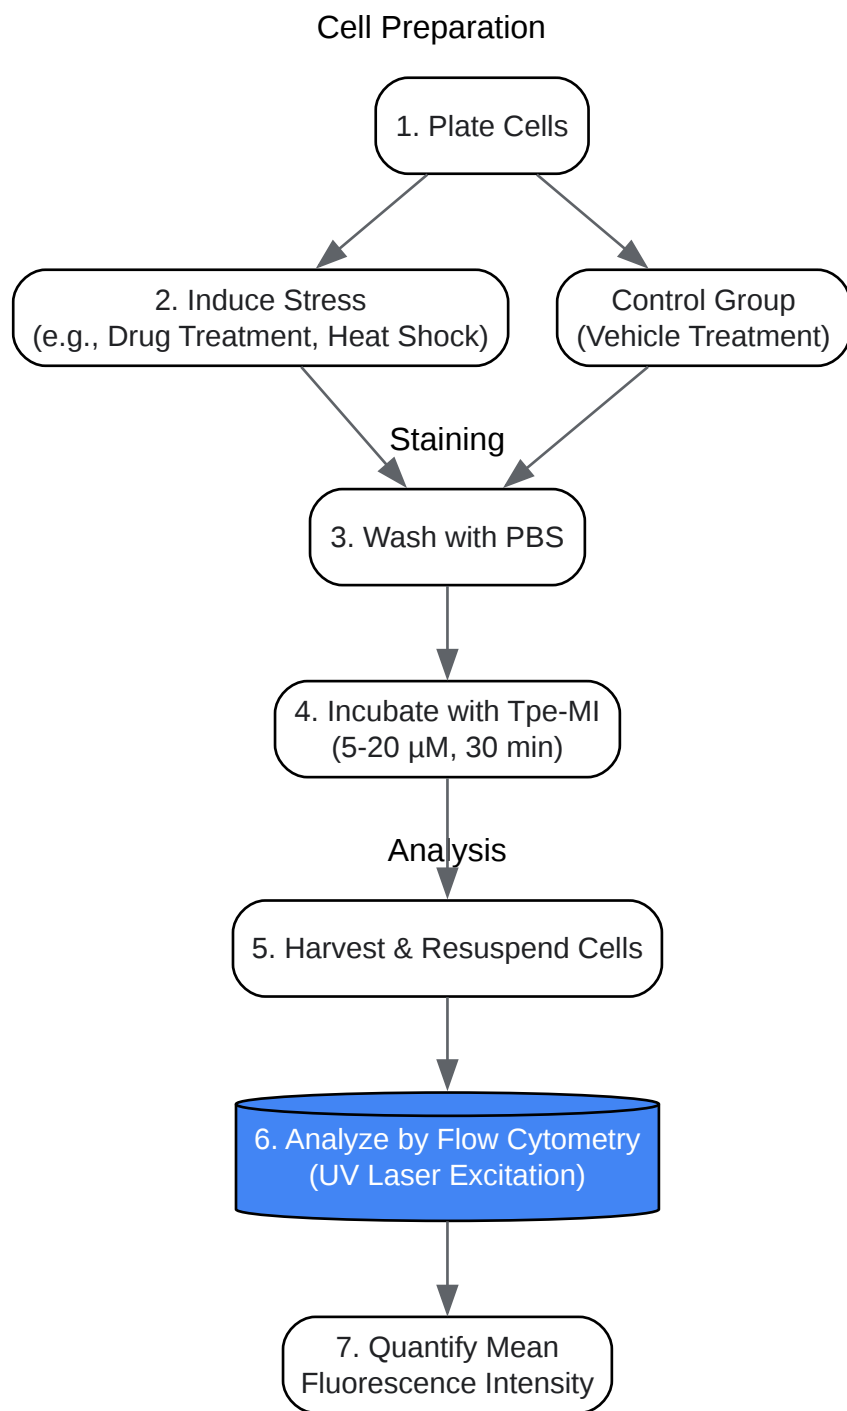 Cell Preparation
1. Plate Cells
2. Induce Stress
(e.g., Drug Treatment, Heat Shock)
Control Group
(Vehicle Treatment)
Staining
3. Wash with PBS
4. Incubate with Tpe-MI
(5-20 µM, 30 min)
Analysis
5. Harvest & Resuspend Cells
6. Analyze by Flow Cytometry
(UV Laser Excitation)
7. Quantify Mean
Fluorescence Intensity